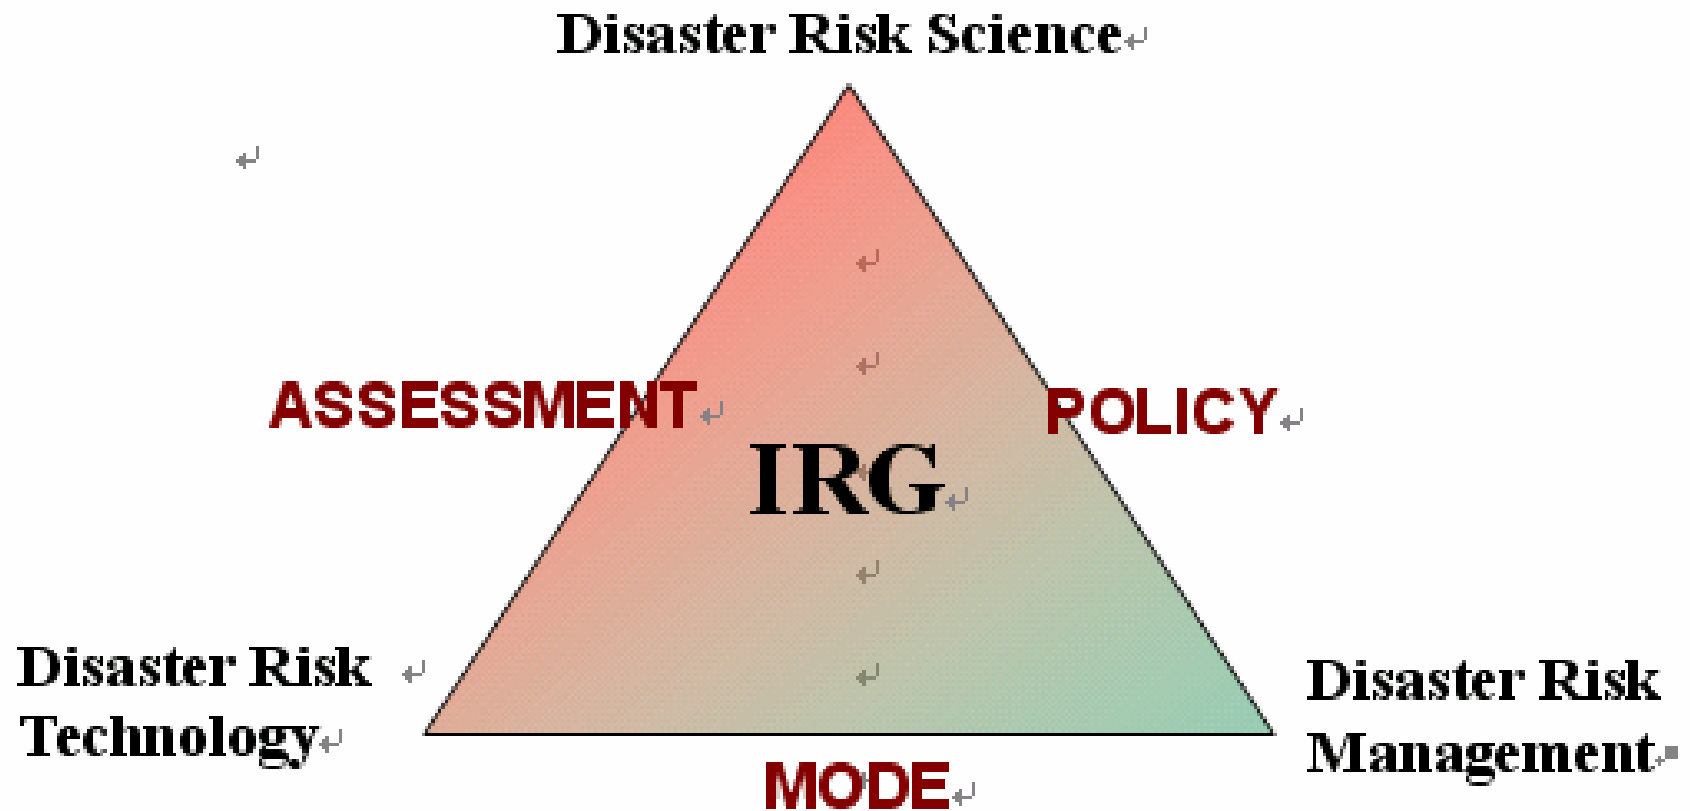 Disaster Risk Science
ASSESSMENT
POLICY
IRG
Disaster Risk
Technology
Disaster Risk
Management
MODE